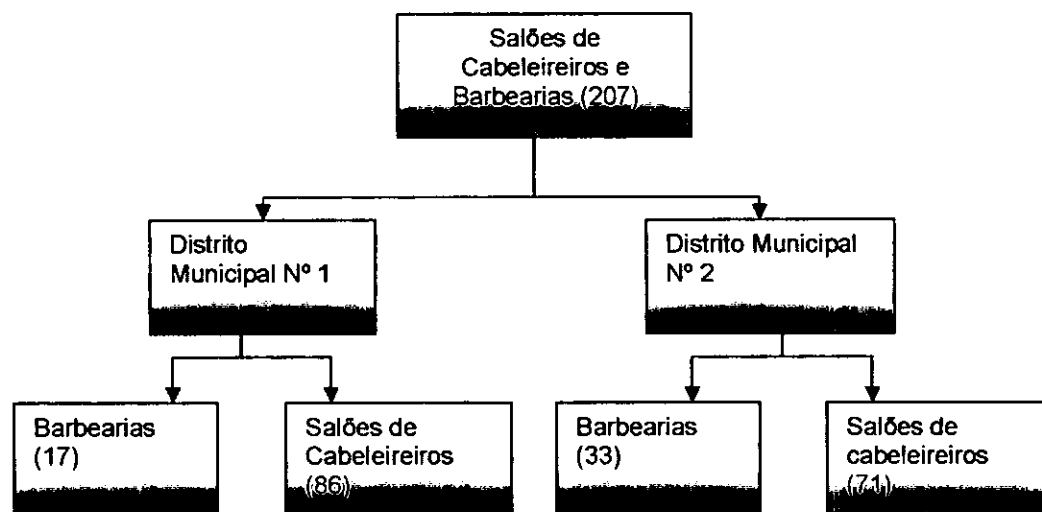 Salões de
Cabeleireiros e
Barbearias (207)
Distrito
Municipal Nº 1
Distrito Municipal
Nº 2
Barbearias
(17)
Salões de
Cabeleireiros
(86)
Barbearias
(33)
Salões de
cabeleireiros
(71)